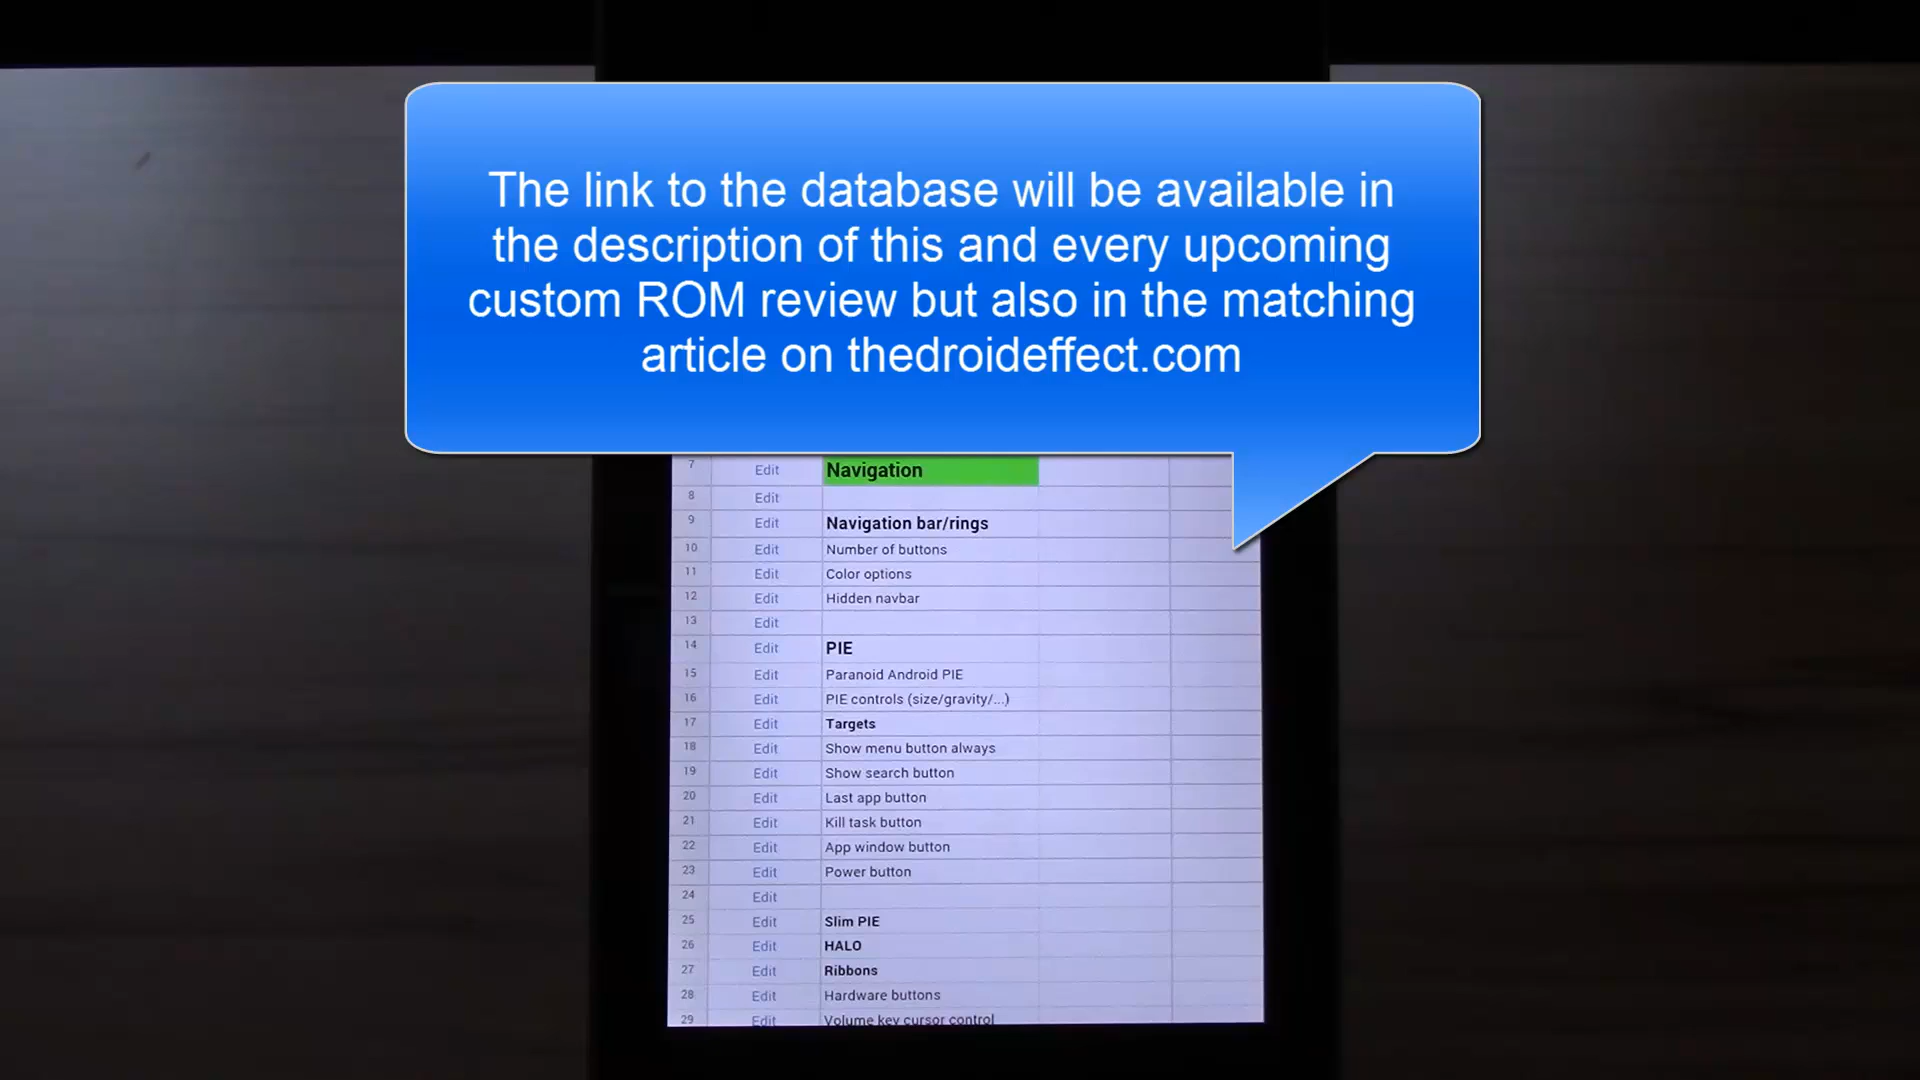 The link to the database will be available in
the description of this and every upcoming
custom ROM review but also in the matching
article on thedroideffect.com
7 Edit Navigation
8 Edit
9 Edit Navigation bar/rings
10 Edit Number of buttons
11 Edit Color options
12 Edit Hidden navbar
13 Edit
14 Edit PIE
15 Edit Paranoid Android PIE
16 Edit PIE controls (size/gravity/...)
17 Edit Targets
18 Edit Show menu button always
19 Edit Show search button
20 Edit Last app button
21 Edit Kill task button
22 Edit App window button
23 Edit Power button
24 Edit
25 Edit Slim PIE
26 Edit HALO
27 Edit Ribbons
28 Edit Hardware buttons
29 Edit Volume key cursor control